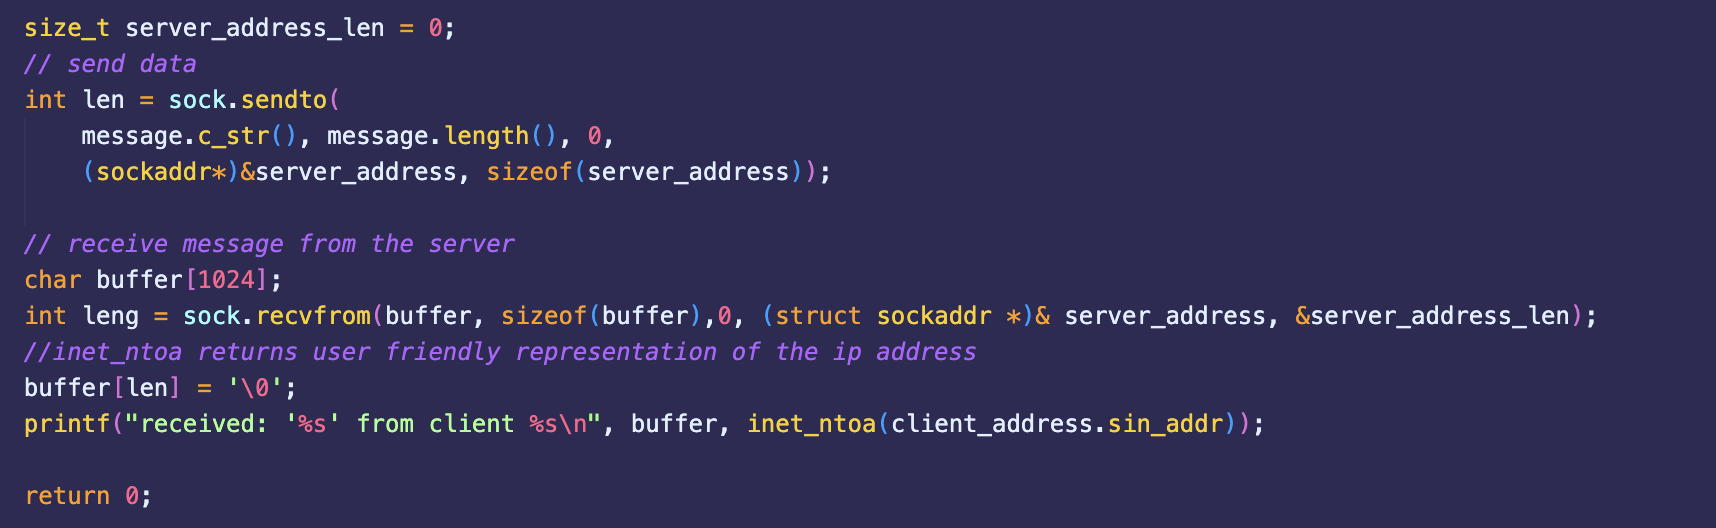 size_t server_address_len = 0;
// send data
int len = sock.sendto(
    message.c_str(), message.length(), 0,
    (sockaddr*)&server_address, sizeof(server_address));
// receive message from the server
char buffer[1024];
int leng = sock.recvfrom(buffer, sizeof(buffer),0, (struct sockaddr *)& server_address, &server_address_len);
//inet_ntoa returns user friendly representation of the ip address
buffer[len] = '\0';
printf("received: '%s' from client %s\n", buffer, inet_ntoa(client_address.sin_addr));
return 0;